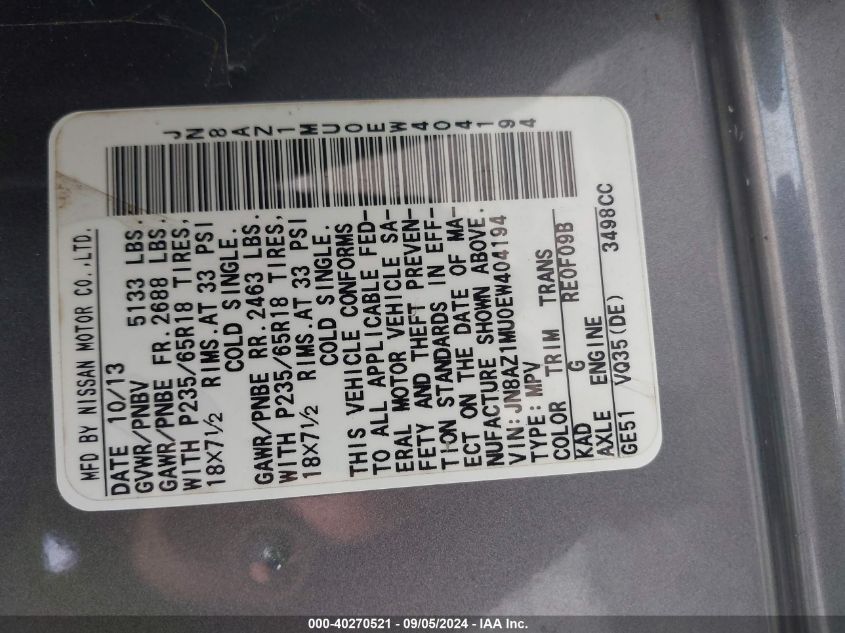 JN8AZ1MU0EW404194
MFD BY NISSAN MOTOR CO.,LTD.
DATE 10/13
GVWR/PNBV 5133 LBS.
GAWR/PNBE FR.2688 LBS.
WITH P235/65R18 TIRES,
18X7½ RIMS.AT 33 PSI
COLD SINGLE.
GAWR/PNBE RR.2463 LBS.
WITH P235/65R18 TIRES,
18X7½ RIMS.AT 33 PSI
COLD SINGLE.
THIS VEHICLE CONFORMS
TO ALL APPLICABLE FED-
ERAL MOTOR VEHICLE SA-
FETY AND THEFT PREVEN-
TION STANDARDS IN EFF-
ECT ON THE DATE OF MA-
NUFACTURE SHOWN ABOVE.
VIN:JN8AZ1MU0EW404194
TYPE:MPV
COLOR TRIM TRANS
KAD G RE0F09B
AXLE ENGINE
GE51 VQ35(DE) 3498CC
000-40270521 - 09/05/2024 - IAA Inc.